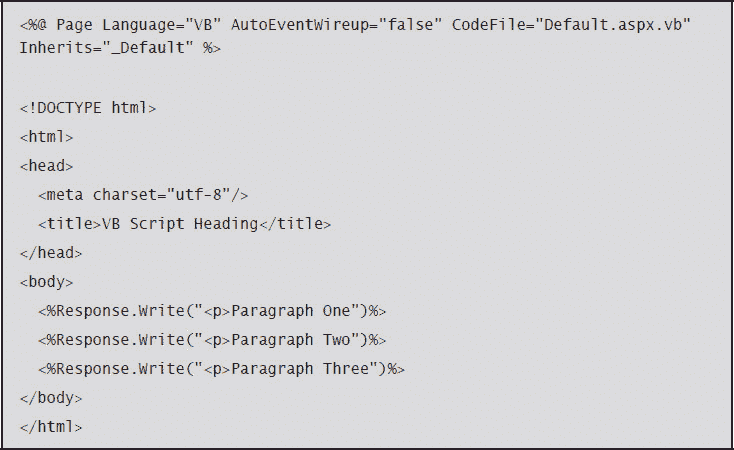 <%@ Page Language="VB" AutoEventWireup="false" CodeFile="Default.aspx.vb"
Inherits="_Default" %>
<!DOCTYPE html>
<html>
<head>
<meta charset="utf-8"/>
<title>VB Script Heading</title>
</head>
<body>
<%Response.Write("<p>Paragraph One")%>
<%Response.Write("<p>Paragraph Two")%>
<%Response.Write("<p>Paragraph Three")%>
</body>
</html>